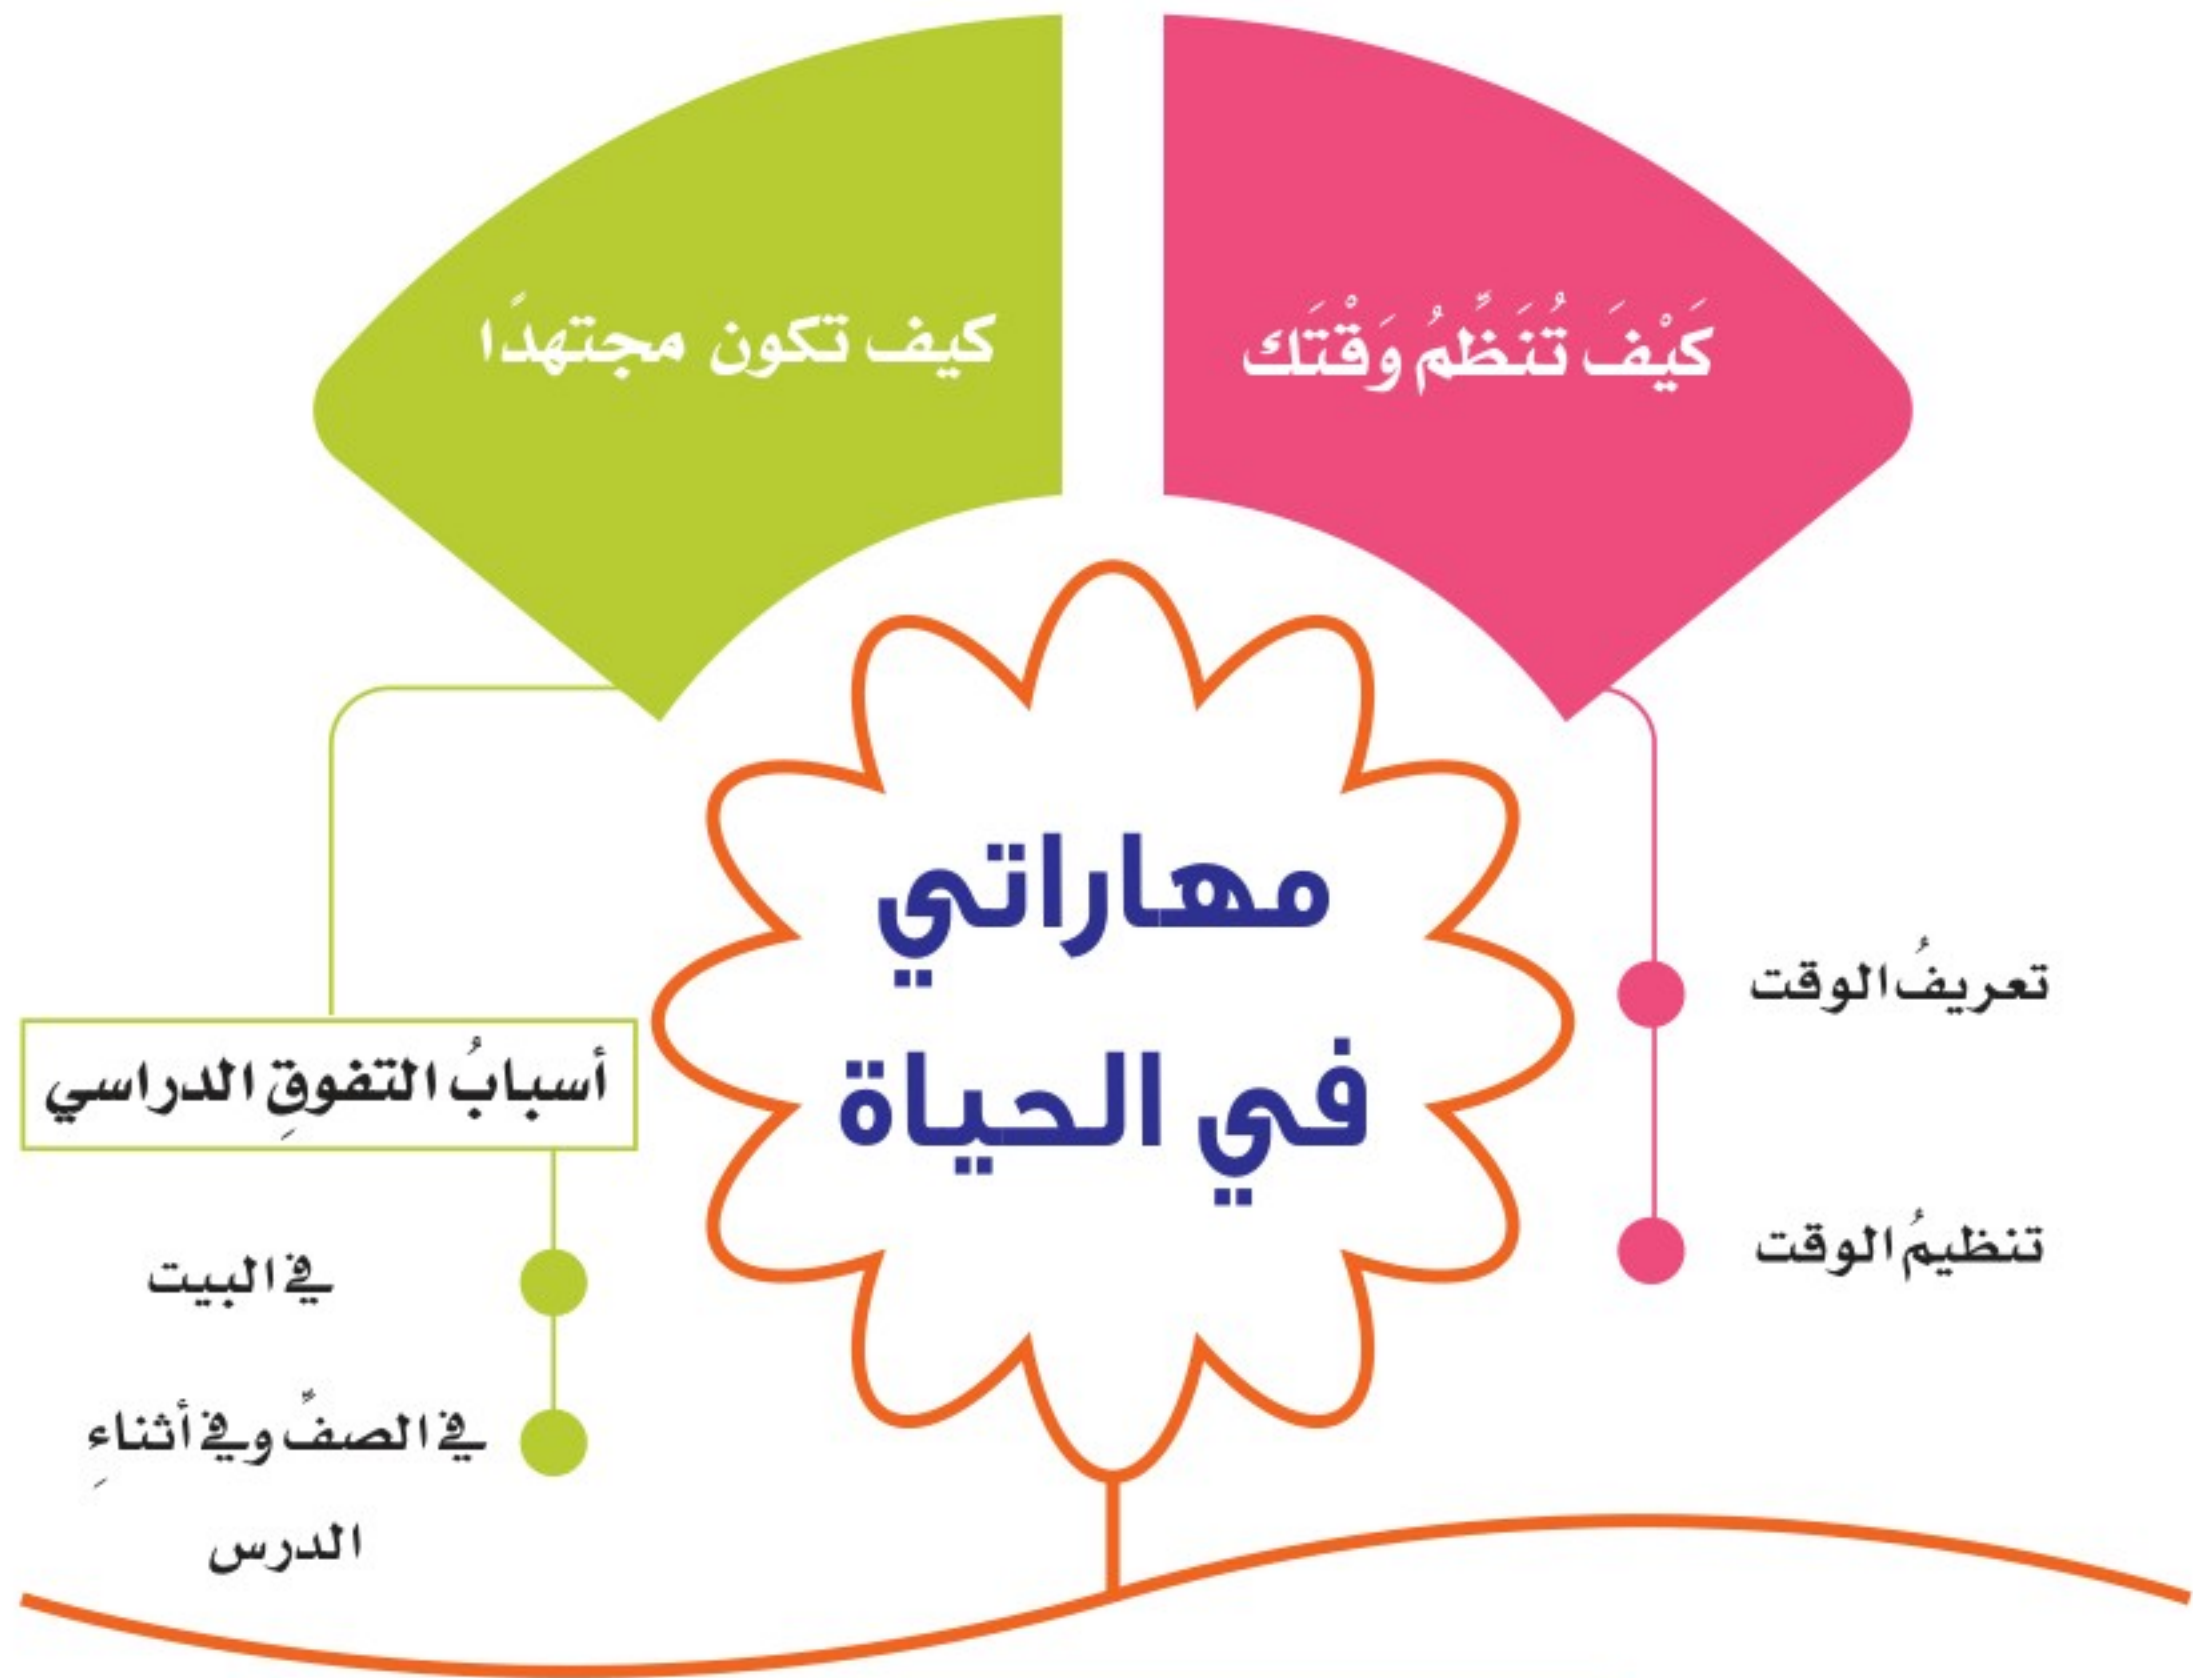 كَيْفَ تُنَظِّمُ وَقْتَك
كيف تكون مجتهدًا
مهاراتي
في الحياة
تعريفُ الوقت
تنظيمُ الوقت
أسبابُ التفوقِ الدراسي
في البيت
في الصفِّ وفي أثناءِ
الدرس